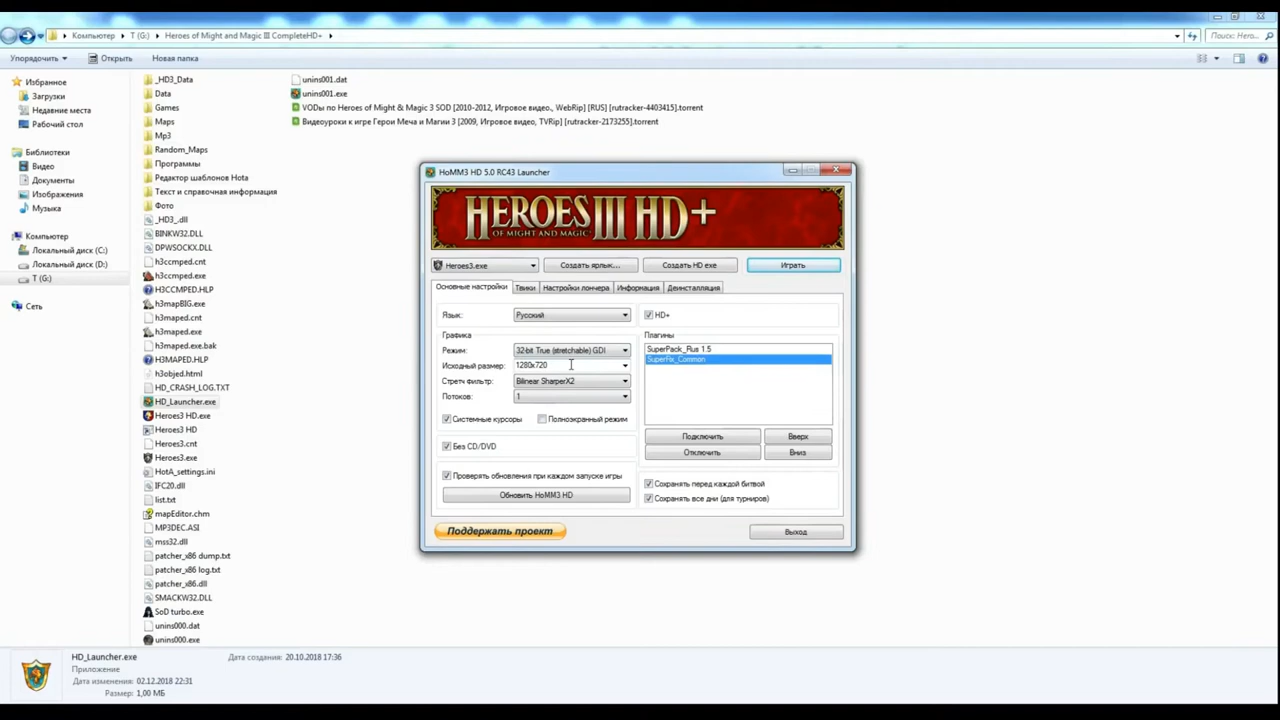 Компьютер
T (G:)
Heroes of Might and Magic III CompleteHD+
Поиск: Hero...
Упорядочить
Открыть
Новая папка
Избранное
Загрузки
Недавние места
Рабочий стол
Библиотеки
Видео
Документы
Изображения
Музыка
Компьютер
Локальный диск (C:)
Локальный диск (D:)
T (G:)
Сеть
_HD3_Data
Data
Games
Maps
Mp3
Random_Maps
Программы
Редактор шаблонов Hota
Текст и справочная информация
Фото
_HD3_.dll
BINKW32.DLL
DPWSOCKX.DLL
h3ccmped.cnt
h3ccmped.exe
H3CCMPED.HLP
h3mapBIG.exe
h3maped.cnt
h3maped.exe
h3maped.exe.bak
H3MAPED.HLP
h3objed.html
HD_CRASH_LOG.TXT
HD_Launcher.exe
Heroes3 HD.exe
Heroes3 HD
Heroes3.cnt
Heroes3.exe
HotA_settings.ini
IFC20.dll
list.txt
mapEditor.chm
MP3DEC.ASI
mss32.dll
patcher_x86 dump.txt
patcher_x86 log.txt
patcher_x86.dll
SMACKW32.DLL
SoD turbo.exe
unins000.dat
unins000.exe
unins001.dat
unins001.exe
VODы по Heroes of Might & Magic 3 SOD [2010-2012, Игровое видео., WebRip] [RUS] [rutracker-4403415].torrent
Видеоуроки к игре Герои Меча и Магии 3 [2009, Игровое видео, TVRip] [rutracker-2173255].torrent
HoMM3 HD 5.0 RC43 Launcher
HEROES III HD+
OF MIGHT AND MAGIC
Heroes3.exe
Создать ярлык...
Создать HD exe
Играть
Основные настройки
Твики
Настройки лончера
Информация
Деинсталляция
Язык:
Русский
HD+
Графика
Режим:
32-bit True (stretchable) GDI
Исходный размер:
1280x720
Стретч Фильтр:
Bilinear SharperX2
Потоков:
1
Системные курсоры
Полноэкранный режим
Без CD/DVD
Проверять обновления при каждом запуске игры
Обновить HoMM3 HD
Плагины
SuperPack_Rus 1.5
SuperFix_Common
Подключить
Вверх
Отключить
Вниз
Сохранять перед каждой битвой
Сохранять все дни (для турниров)
Поддержать проект
Выход
HD_Launcher.exe
Дата создания: 20.10.2018 17:36
Приложение
Дата изменения: 02.12.2018 22:31
Размер: 1,00 МБ